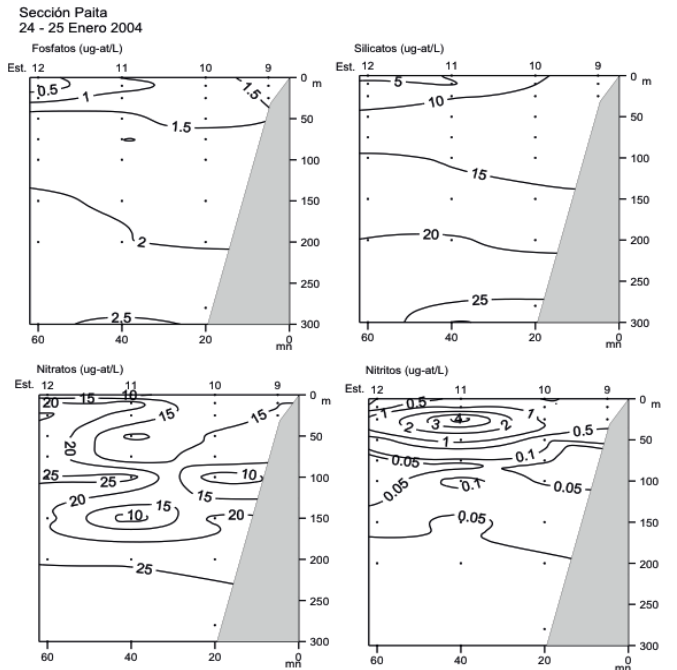 Sección Paita
24 - 25 Enero 2004
Fosfatos (ug-at/L)
Est. 12 11 10 9
0 m
50
100
150
200
250
300
60 40 20 0
mn
0.5
1
1.5
1.5
2
2.5
Silicatos (ug-at/L)
Est. 12 11 10 9
0 m
50
100
150
200
250
300
60 40 20 0
mn
5
10
15
20
25
Nitratos (ug-at/L)
Est. 12 11 10 9
0 m
50
100
150
200
250
300
60 40 20 0
mn
15 10
20 15 15
15
20
25 25 10
20 15 15
10 20
25
Nitritos (ug-at/L)
Est. 12 11 10 9
0 m
50
100
150
200
250
300
60 40 20 0
mn
0.5
1 4 1
2 3 2
1 0.5
0.05 0.1
0.05 0.1 0.05
0.05